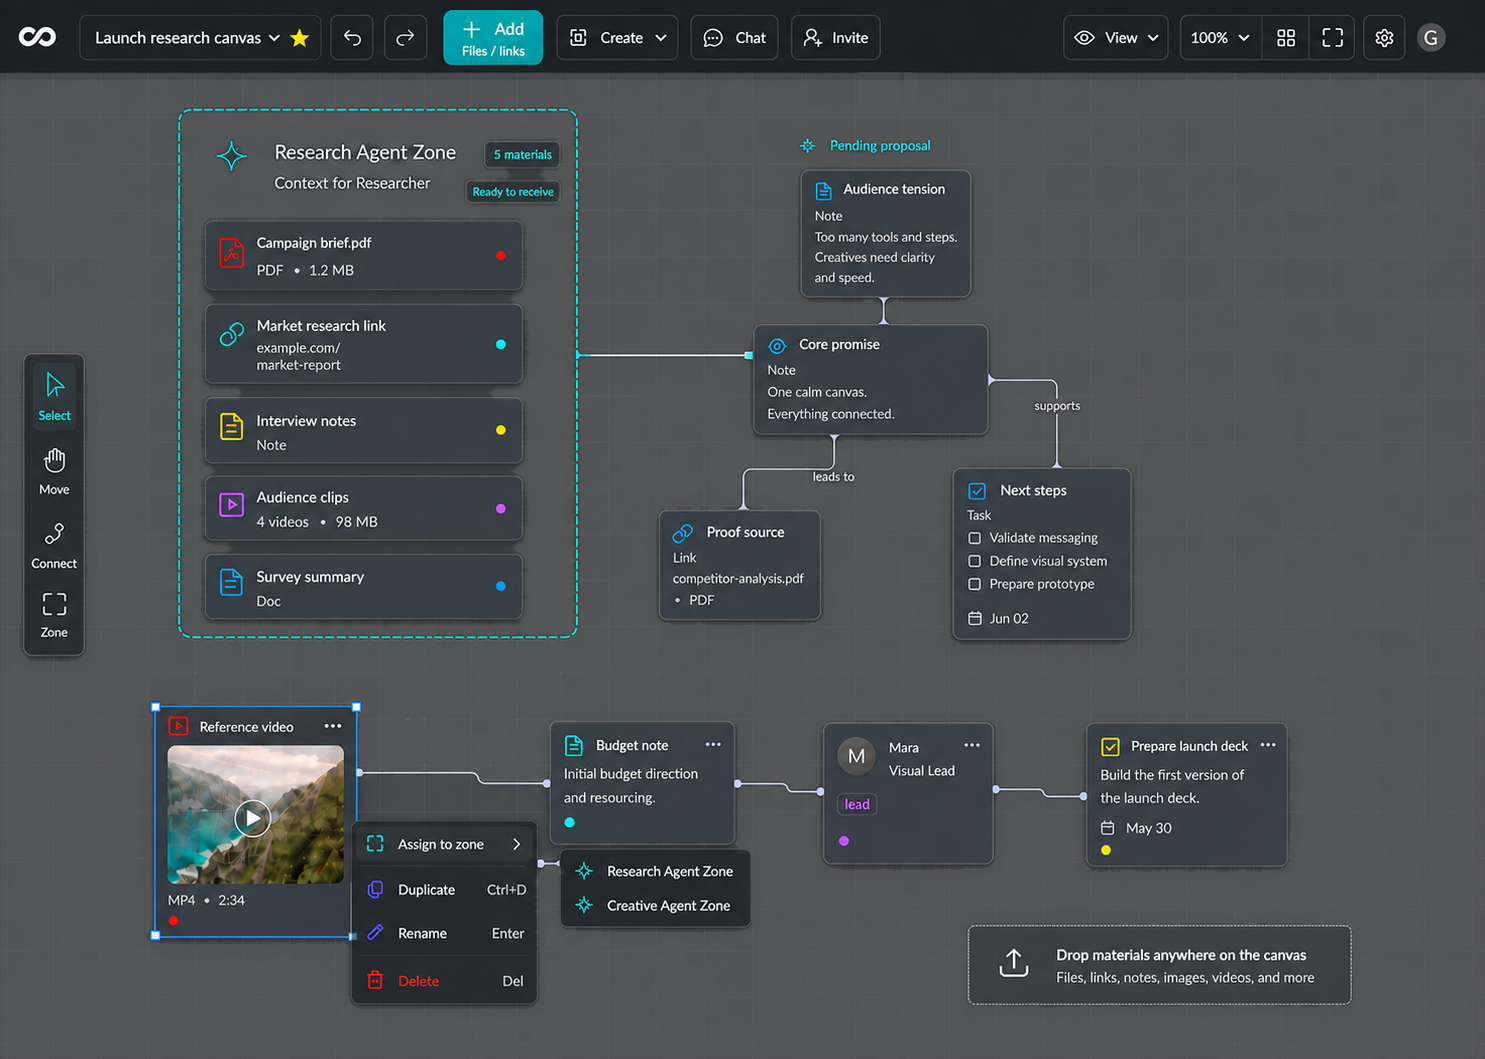 Launch research canvas
Add
Files / links
Create
Chat
Invite
View
100%
G
Research Agent Zone
5 materials
Context for Researcher
Ready to receive
Campaign brief.pdf
PDF • 1.2 MB
Market research link
example.com/
market-report
Interview notes
Note
Audience clips
4 videos • 98 MB
Survey summary
Doc
Select
Move
Connect
Zone
Pending proposal
Audience tension
Note
Too many tools and steps.
Creatives need clarity
and speed.
Core promise
Note
One calm canvas.
Everything connected.
supports
leads to
Proof source
Link
competitor-analysis.pdf
• PDF
Next steps
Task
Validate messaging
Define visual system
Prepare prototype
Jun 02
Reference video
MP4 • 2:34
Assign to zone
Duplicate Ctrl+D
Rename Enter
Delete Del
Research Agent Zone
Creative Agent Zone
Budget note
Initial budget direction
and resourcing.
M
Mara
Visual Lead
lead
Prepare launch deck
Build the first version of
the launch deck.
May 30
Drop materials anywhere on the canvas
Files, links, notes, images, videos, and more